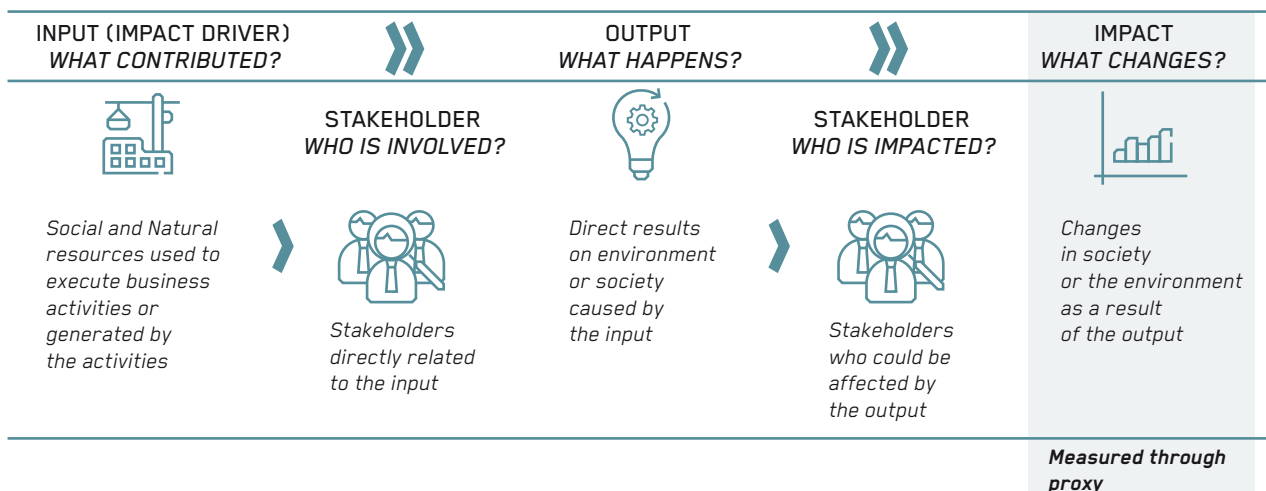 INPUT (IMPACT DRIVER)
WHAT CONTRIBUTED?
OUTPUT
WHAT HAPPENS?
IMPACT
WHAT CHANGES?
STAKEHOLDER
WHO IS INVOLVED?
STAKEHOLDER
WHO IS IMPACTED?
Social and Natural
resources used to
execute business
activities or
generated by
the activities
Stakeholders
directly related
to the input
Direct results
on environment
or society
caused by
the input
Stakeholders
who could be
affected by
the output
Changes
in society
or the environment
as a result
of the output
Measured through
proxy